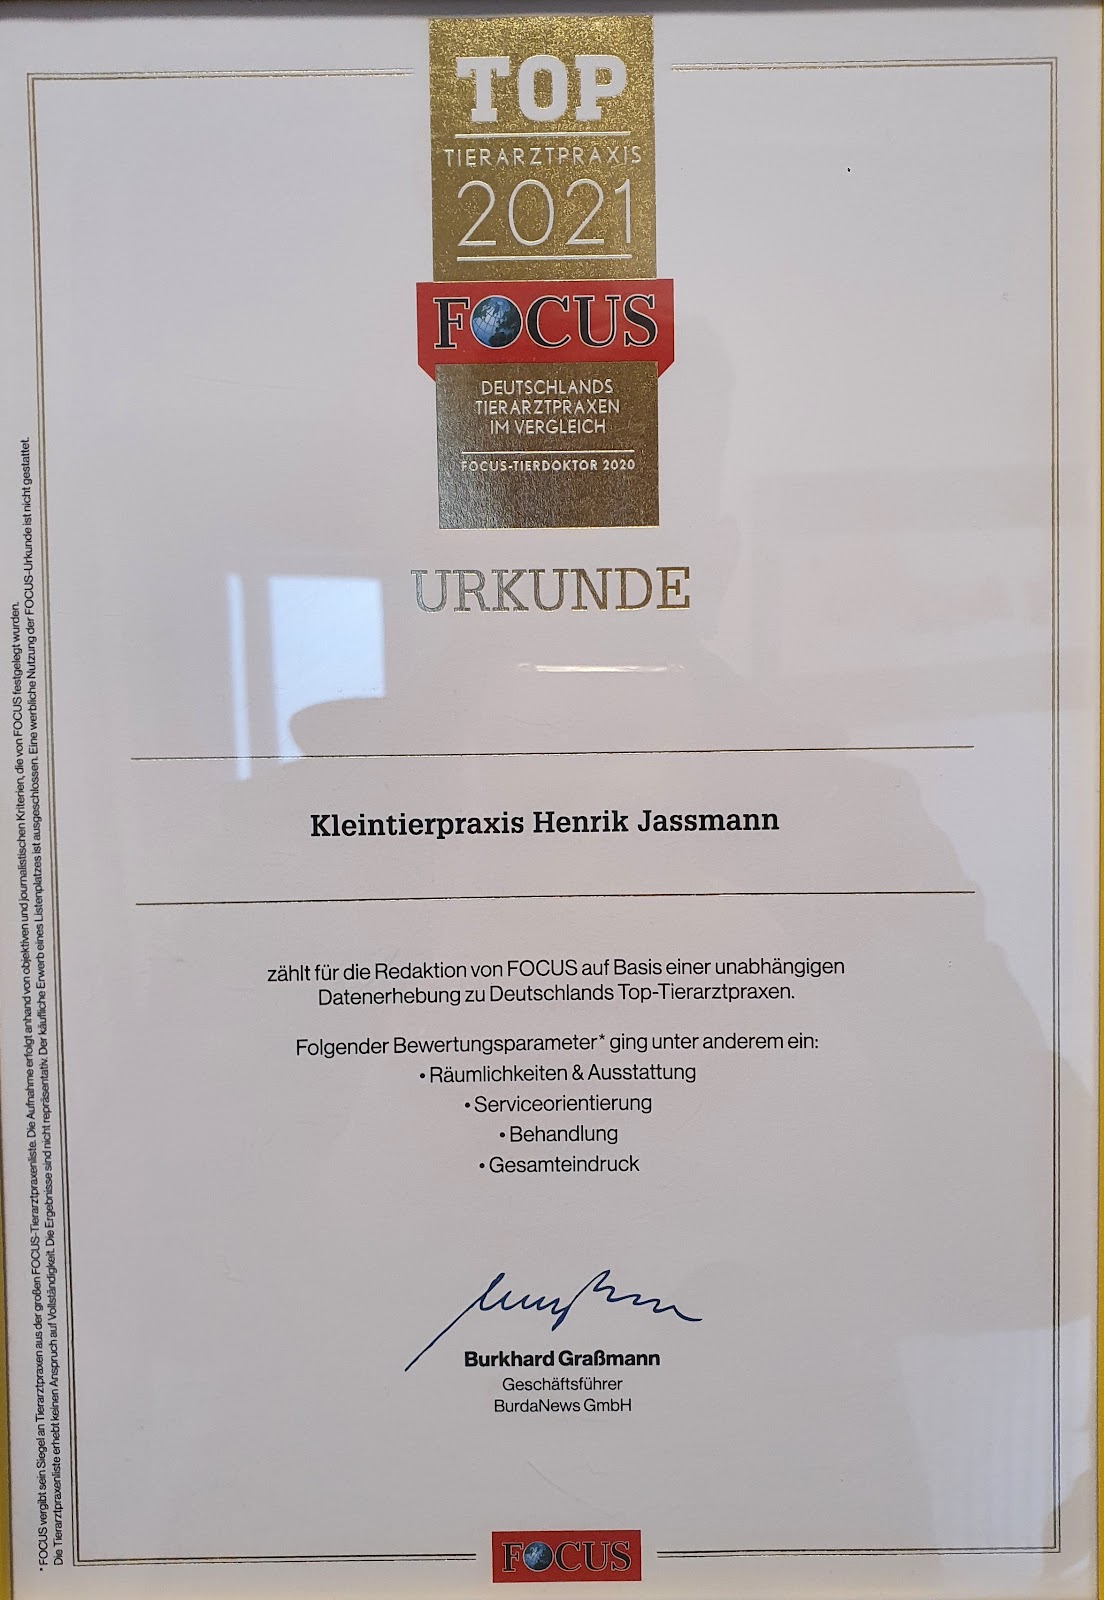 TOP
TIERARZTPRAXIS
2021
FOCUS
DEUTSCHLANDS
TIERARZTPRAXEN
IM VERGLEICH
FOCUS-TIERDOKTOR 2020
URKUNDE
Kleintierpraxis Henrik Jassmann
zählt für die Redaktion von FOCUS auf Basis einer unabhängigen
Datenerhebung zu Deutschlands Top-Tierarztpraxen.
Folgender Bewertungsparameter* ging unter anderem ein:
• Räumlichkeiten & Ausstattung
• Serviceorientierung
• Behandlung
• Gesamteindruck
Burkhard Graßmann
Geschäftsführer
BurdaNews GmbH
FOCUS
* FOCUS vergibt sein Siegel an Tierarztpraxen aus der großen FOCUS-Tierarztpraxenliste. Die Aufnahme erfolgt anhand von objektiven und journalistischen Kriterien, die von FOCUS festgelegt wurden.
Die Tierarztpraxenliste erhebt keinen Anspruch auf Vollständigkeit. Die Ergebnisse sind nicht repräsentativ. Der käufliche Erwerb eines Listenplatzes ist ausgeschlossen. Eine werbliche Nutzung der FOCUS-Urkunde ist nicht gestattet.